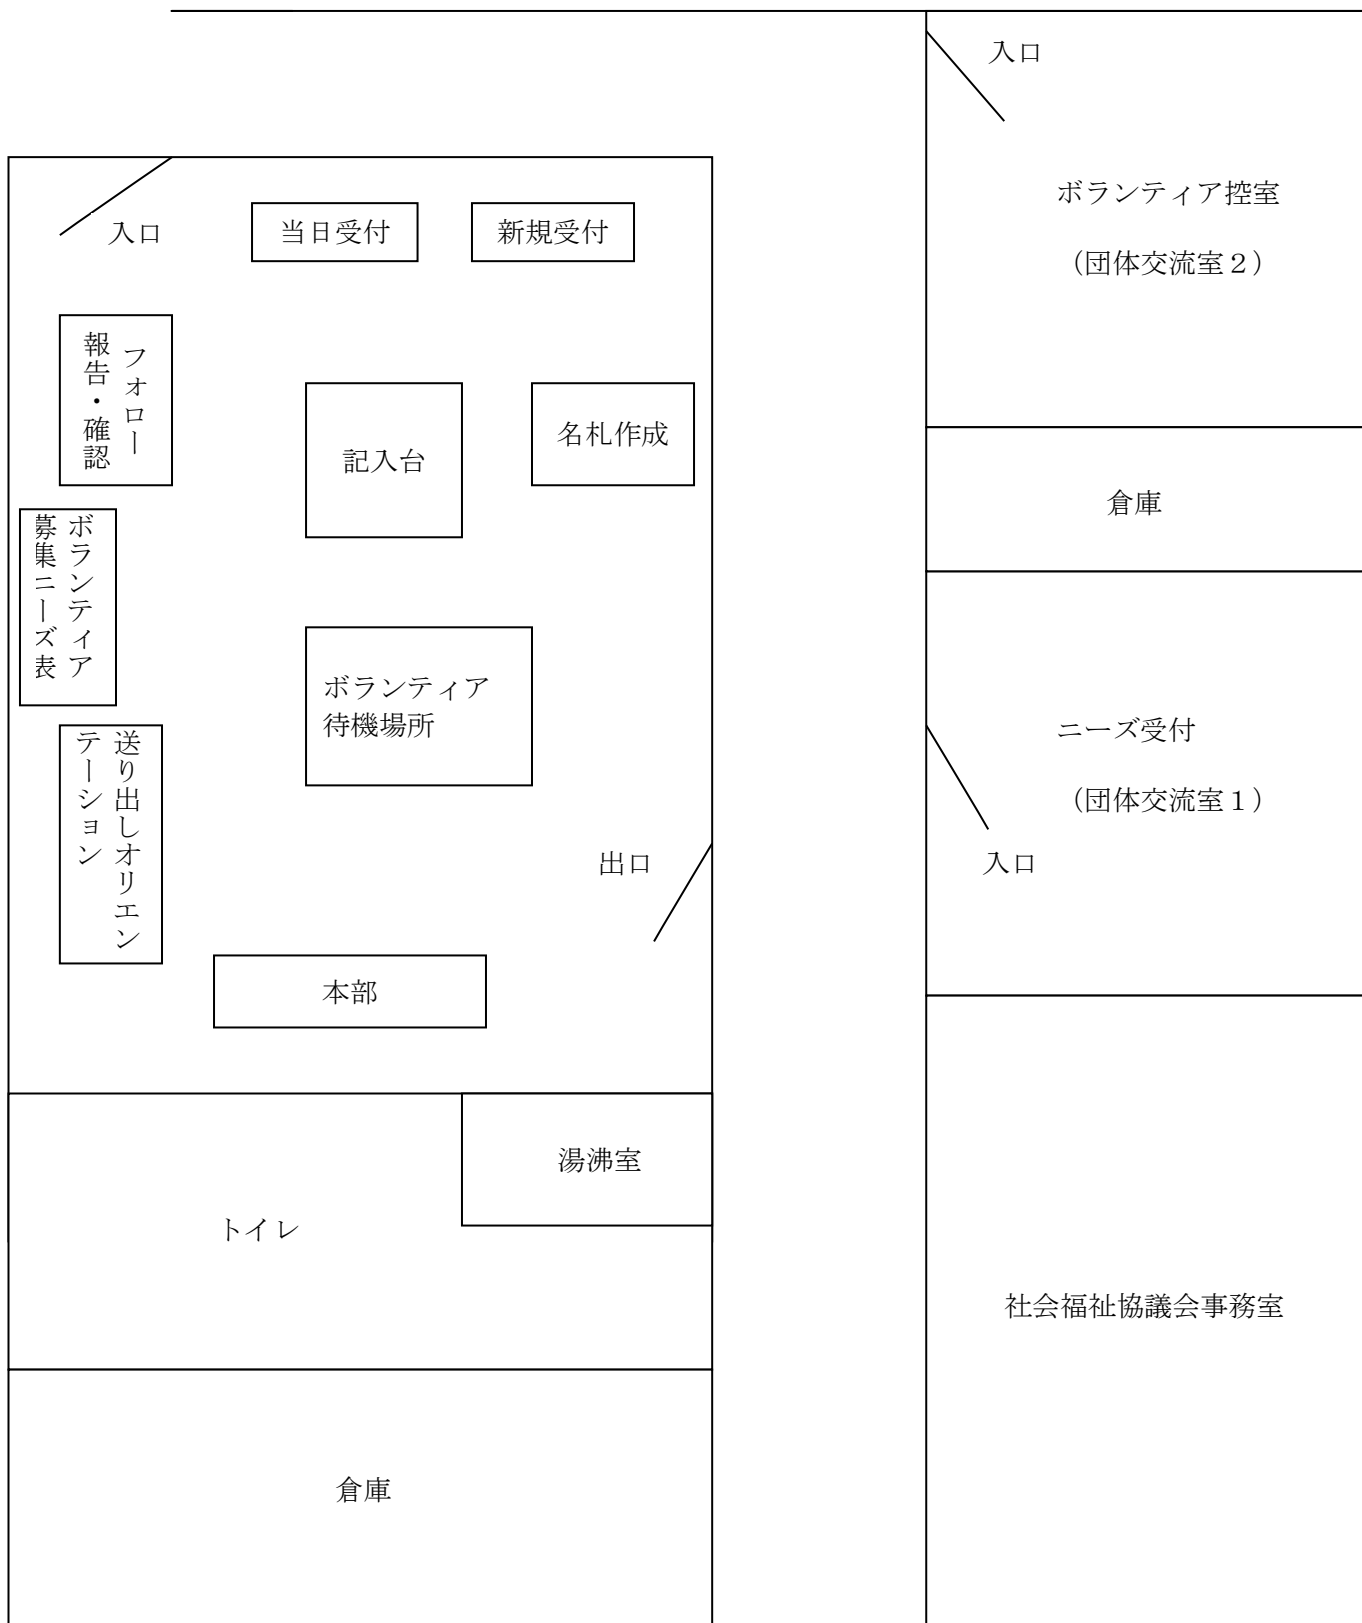 入口
ボランティア控室
（団体交流室２）
入口
当日受付
新規受付
フォロー
報告・確認
記入台
名札作成
倉庫
ボランティア
募集ニーズ表
ボランティア
待機場所
ニーズ受付
（団体交流室１）
入口
送り出しオリエン
テーション
出口
本部
湯沸室
トイレ
社会福祉協議会事務室
倉庫